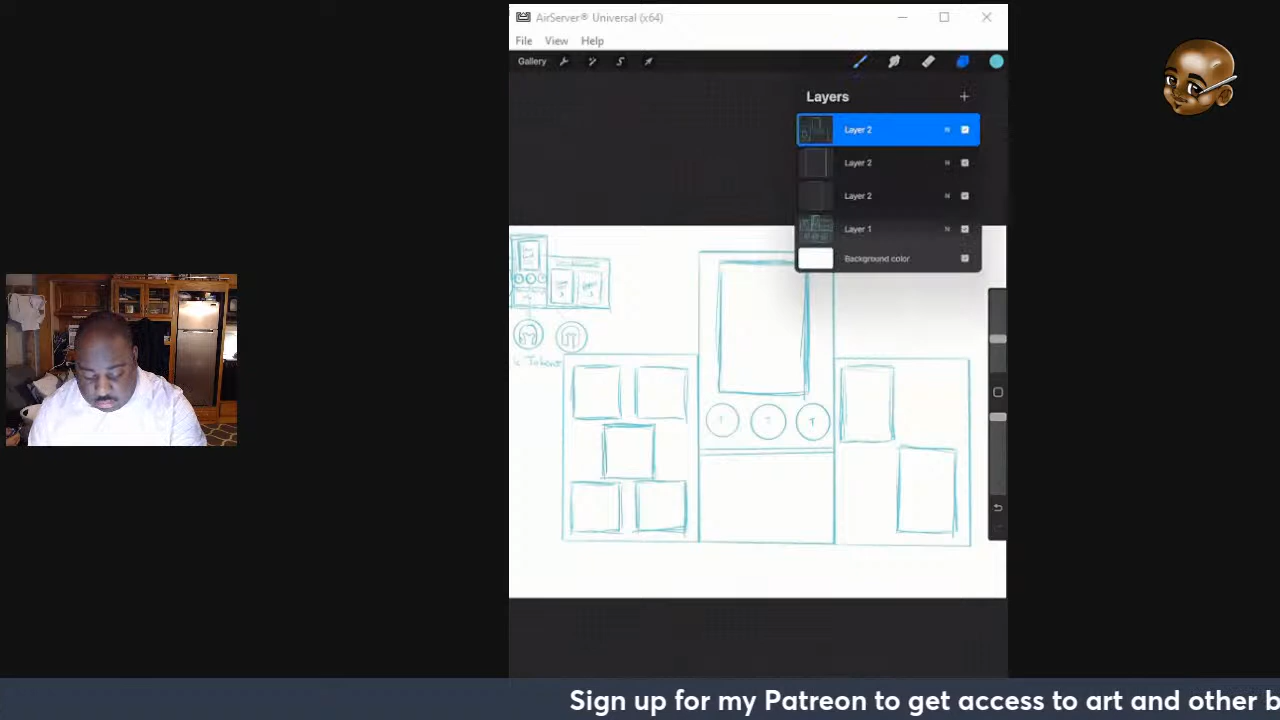 AirServer® Universal (x64)
File View Help
Gallery
Layers
Layer 2 N
Layer 2 N
Layer 2 N
Layer 1 N
Background color
T T T
Sign up for my Patreon to get access to art and other b